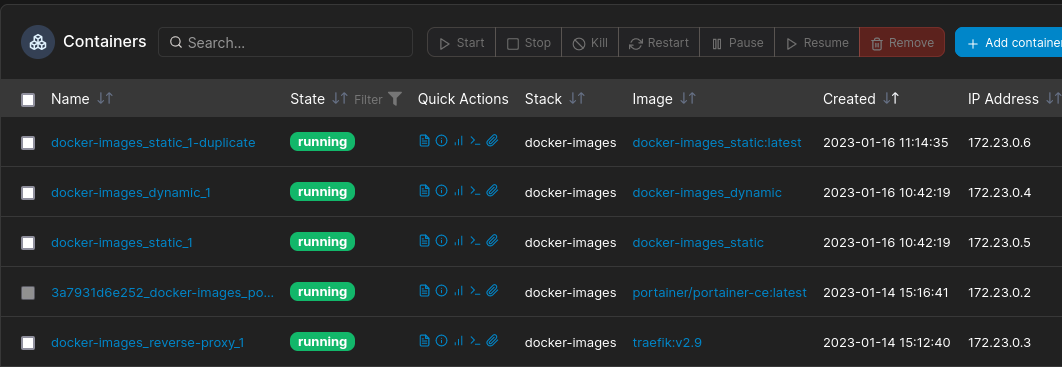 Containers Search... Start Stop Kill Restart Pause Resume Remove + Add container
Name State Filter Quick Actions Stack Image Created IP Address
docker-images_static_1-duplicate running docker-images docker-images_static:latest 2023-01-16 11:14:35 172.23.0.6
docker-images_dynamic_1 running docker-images docker-images_dynamic 2023-01-16 10:42:19 172.23.0.4
docker-images_static_1 running docker-images docker-images_static 2023-01-16 10:42:19 172.23.0.5
3a7931d6e252_docker-images_po... running docker-images portainer/portainer-ce:latest 2023-01-14 15:16:41 172.23.0.2
docker-images_reverse-proxy_1 running docker-images traefik:v2.9 2023-01-14 15:12:40 172.23.0.3